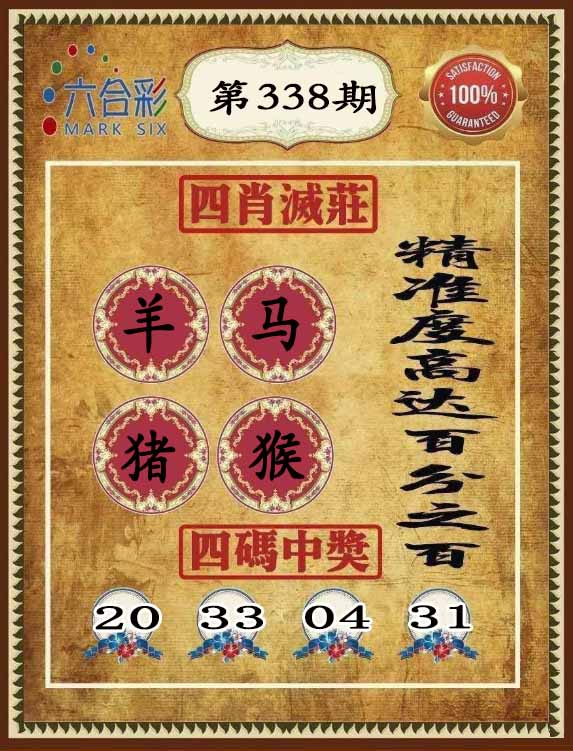 六合彩
MARK SIX
第338期
SATISFACTION
100%
GUARANTEED
四肖滅莊
羊 马
猪 猴
精准度高达百分之百
四碼中獎
20 33 04 31